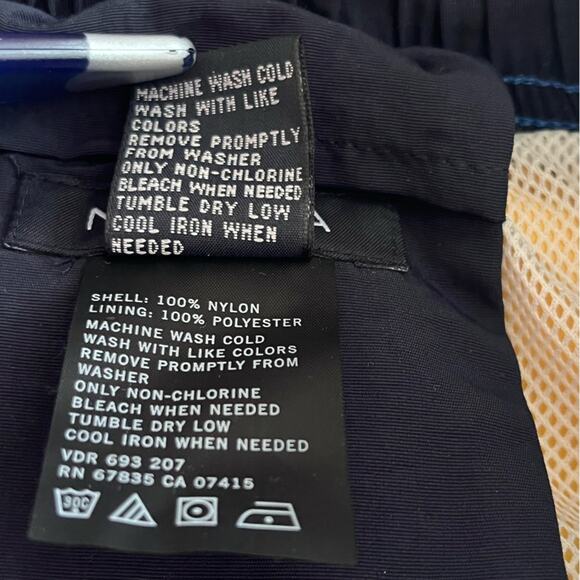 MACHINE WASH COLD
WASH WITH LIKE
COLORS
REMOVE PROMPTLY
FROM WASHER
ONLY NON-CHLORINE
BLEACH WHEN NEEDED
TUMBLE DRY LOW
COOL IRON WHEN
NEEDED
SHELL: 100% NYLON
LINING: 100% POLYESTER
MACHINE WASH COLD
WASH WITH LIKE COLORS
REMOVE PROMPTLY FROM
WASHER
ONLY NON-CHLORINE
BLEACH WHEN NEEDED
TUMBLE DRY LOW
COOL IRON WHEN NEEDED
VDR 693 207
RN 67835 CA 07415
30C